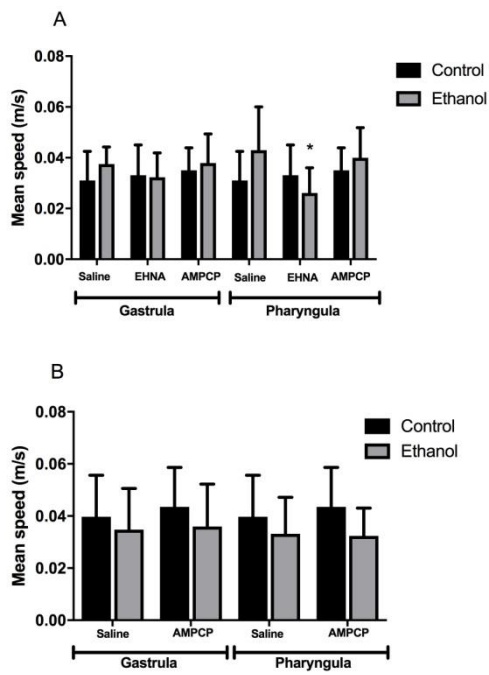 A
0.08
0.06
0.04
0.02
0.00
Mean speed (m/s)
Control
Ethanol
*
Saline EHNA AMPCP Saline EHNA AMPCP
Gastrula Pharyngula
B
0.08
0.06
0.04
0.02
0.00
Mean speed (m/s)
Control
Ethanol
Saline AMPCP Saline AMPCP
Gastrula Pharyngula